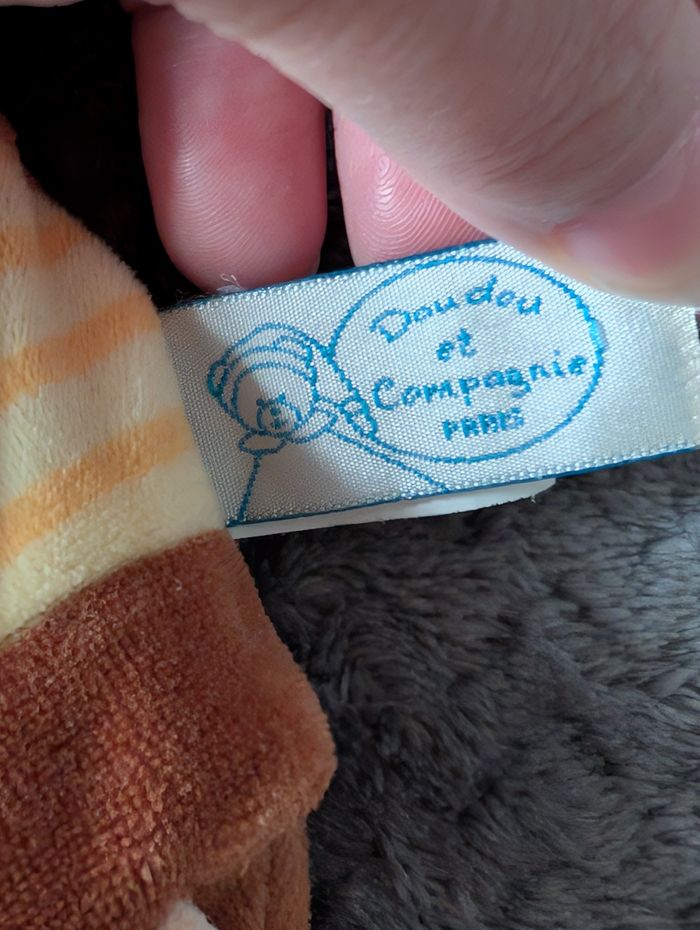 Doudou
et
Compagnie
PARIS